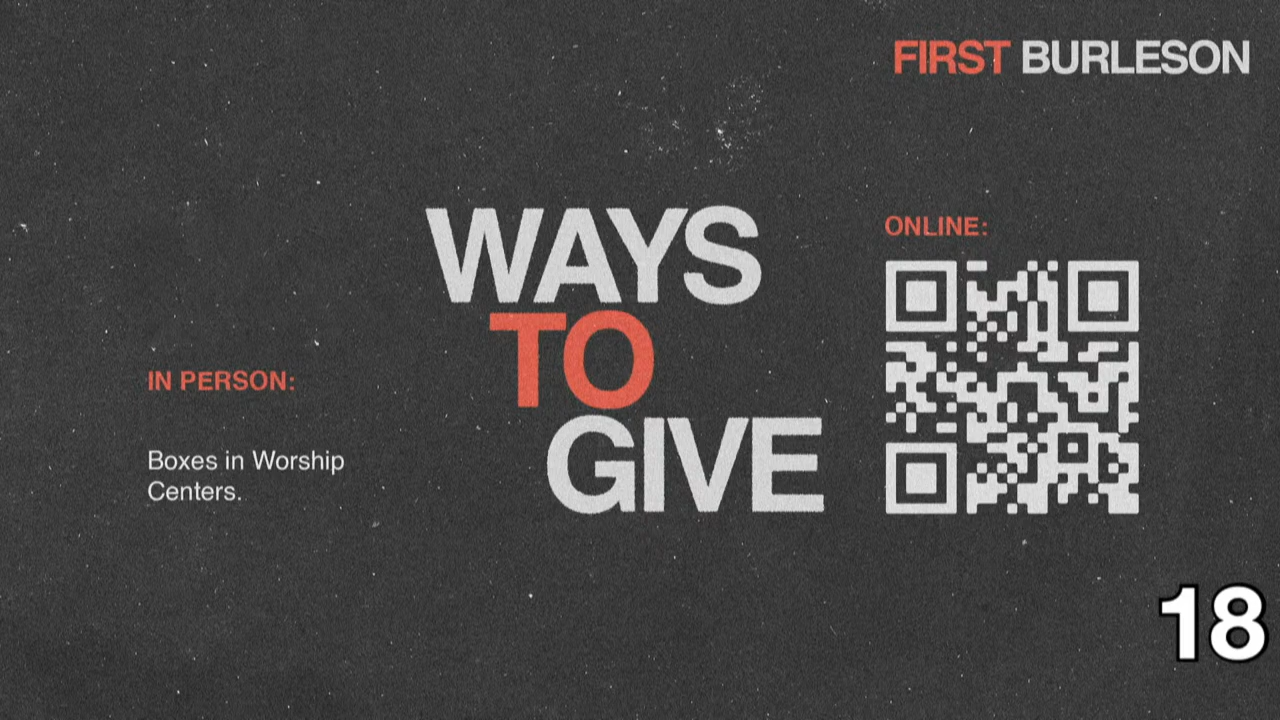 FIRST BURLESON
WAYS
TO
GIVE
IN PERSON:
Boxes in Worship
Centers.
ONLINE:
18